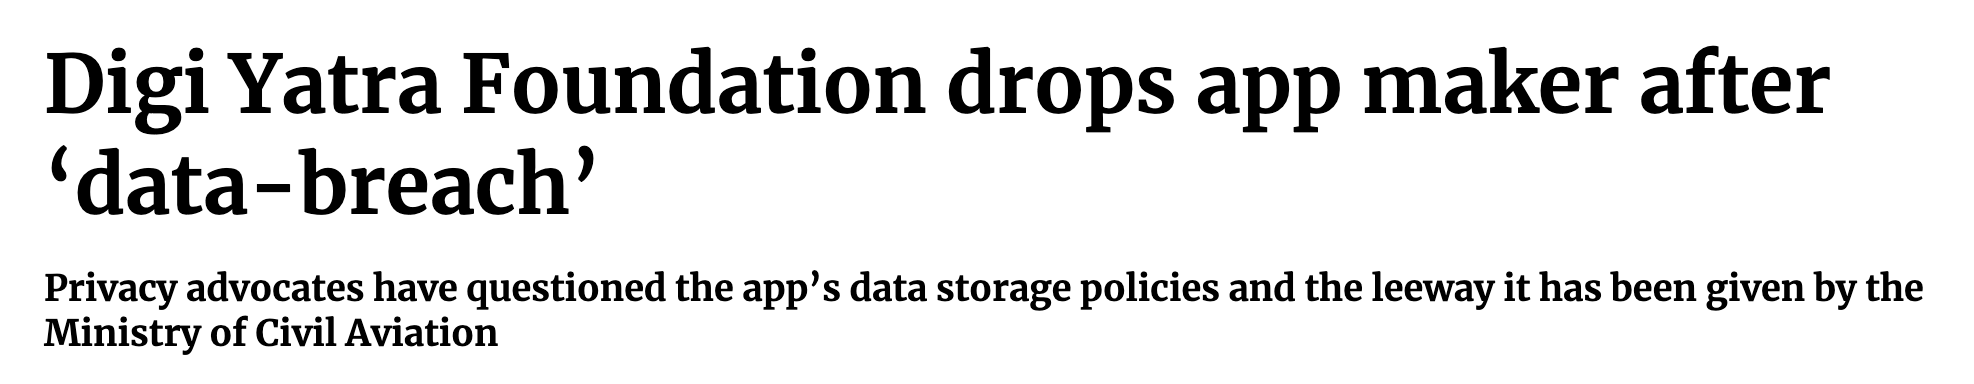 Digi Yatra Foundation drops app maker after
‘data-breach’
Privacy advocates have questioned the app’s data storage policies and the leeway it has been given by the
Ministry of Civil Aviation